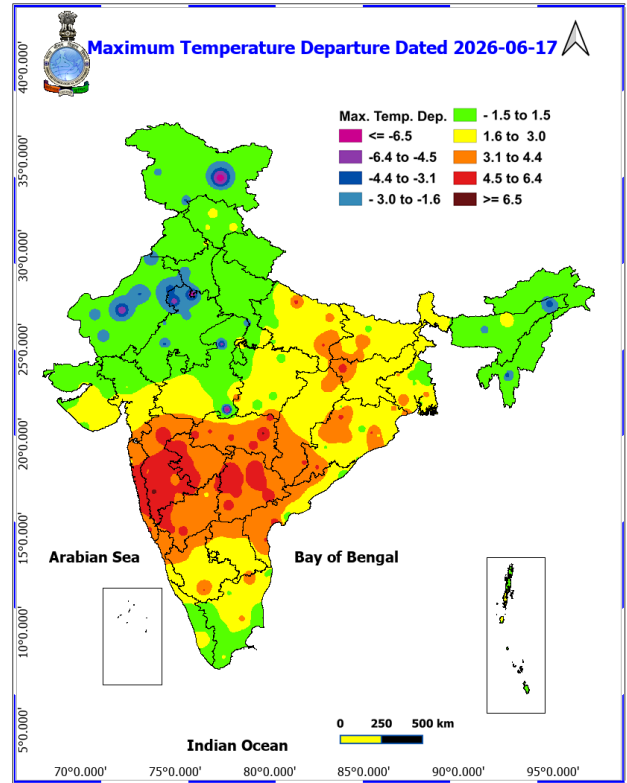 Maximum Temperature Departure Dated 2026-06-17
Max. Temp. Dep.
<= -6.5
-6.4 to -4.5
-4.4 to -3.1
- 3.0 to -1.6
- 1.5 to 1.5
1.6 to 3.0
3.1 to 4.4
4.5 to 6.4
>= 6.5
40°0.000'
35°0.000'
30°0.000'
25°0.000'
20°0.000'
15°0.000'
10°0.000'
5°0.000'
Arabian Sea
Bay of Bengal
0 250 500 km
Indian Ocean
70°0.000' 75°0.000' 80°0.000' 85°0.000' 90°0.000' 95°0.000'